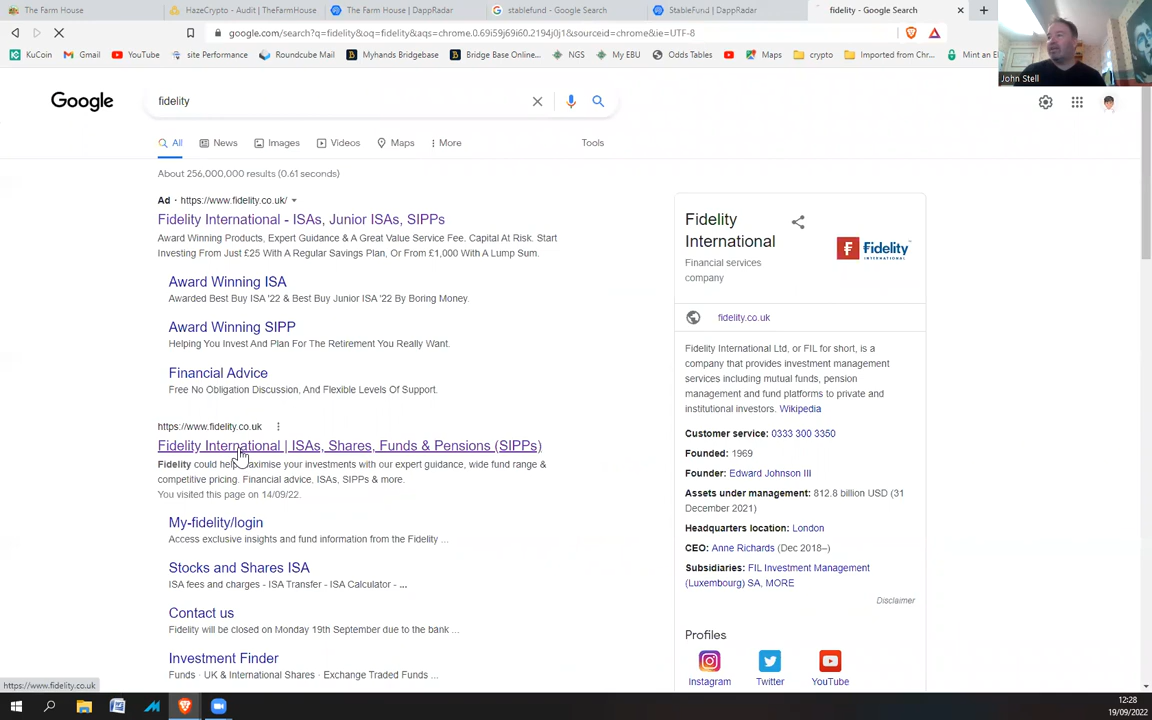 The Farm House
HazeCrypto - Audit | TheFarmHouse
The Farm House | DappRadar
stablefund - Google Search
StableFund | DappRadar
fidelity - Google Search
google.com/search?q=fidelity&oq=fidelity&aqs=chrome.0.69i59j69i60.2194j0j1&sourceid=chrome&ie=UTF-8
KuCoin
Gmail
YouTube
site Performance
Roundcube Mail
Myhands Bridgebase
Bridge Base Online...
NGS
My EBU
Odds Tables
Maps
crypto
Imported from Chr...
Mint an E
John Stell
Google
fidelity
All
News
Images
Videos
Maps
More
Tools
About 256,000,000 results (0.61 seconds)
Ad · https://www.fidelity.co.uk/
Fidelity International - ISAs, Junior ISAs, SIPPs
Award Winning Products, Expert Guidance & A Great Value Service Fee. Capital At Risk. Start
Investing From Just £25 With A Regular Savings Plan, Or From £1,000 With A Lump Sum.
Award Winning ISA
Awarded Best Buy ISA '22 & Best Buy Junior ISA '22 By Boring Money.
Award Winning SIPP
Helping You Invest And Plan For The Retirement You Really Want.
Financial Advice
Free No Obligation Discussion, And Flexible Levels Of Support.
https://www.fidelity.co.uk
Fidelity International | ISAs, Shares, Funds & Pensions (SIPPs)
Fidelity could help maximise your investments with our expert guidance, wide fund range &
competitive pricing. Financial advice, ISAs, SIPPs & more.
You visited this page on 14/09/22.
My-fidelity/login
Access exclusive insights and fund information from the Fidelity ...
Stocks and Shares ISA
ISA fees and charges - ISA Transfer - ISA Calculator - ...
Contact us
Fidelity will be closed on Monday 19th September due to the bank ...
Investment Finder
Funds · UK & International Shares · Exchange Traded Funds ...
Fidelity
International
Financial services
company
Fidelity
INTERNATIONAL
fidelity.co.uk
Fidelity International Ltd, or FIL for short, is a
company that provides investment management
services including mutual funds, pension
management and fund platforms to private and
institutional investors. Wikipedia
Customer service: 0333 300 3350
Founded: 1969
Founder: Edward Johnson III
Assets under management: 812.8 billion USD (31
December 2021)
Headquarters location: London
CEO: Anne Richards (Dec 2018–)
Subsidiaries: FIL Investment Management
(Luxembourg) SA, MORE
Disclaimer
Profiles
Instagram
Twitter
YouTube
https://www.fidelity.co.uk
12:28
19/09/2022